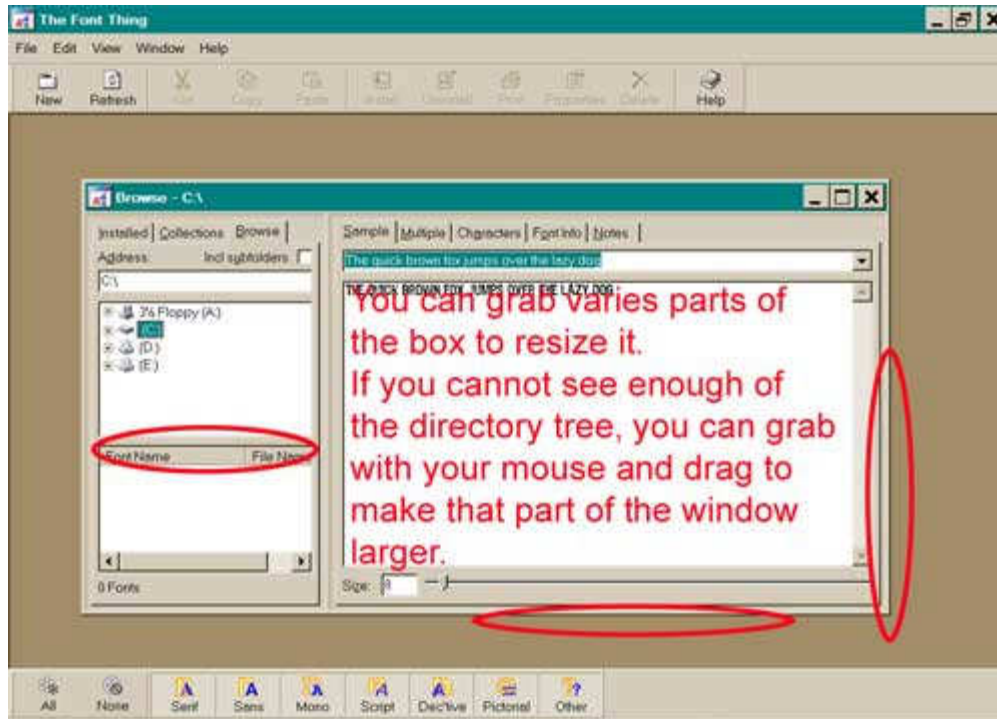 The Font Thing
File Edit View Window Help
New Refresh Cut Copy Paste Install Uninstall Print Properties Delete Help
Browse - C:\
Installed Collections Browse
Sample Multiple Characters Font Info Notes
Address Incl subfolders
The quick brown fox jumps over the lazy dog
C:\
THE QUICK BROWN FOX JUMPS OVER THE LAZY DOG
3½ Floppy (A:)
(C:)
(D:)
(E:)
You can grab varies parts of
the box to resize it.
If you cannot see enough of
the directory tree, you can grab
with your mouse and drag to
make that part of the window
larger.
Font Name File Name
0 Fonts
Size:
All None Serif Sans Mono Script Dec'tive Pictorial Other